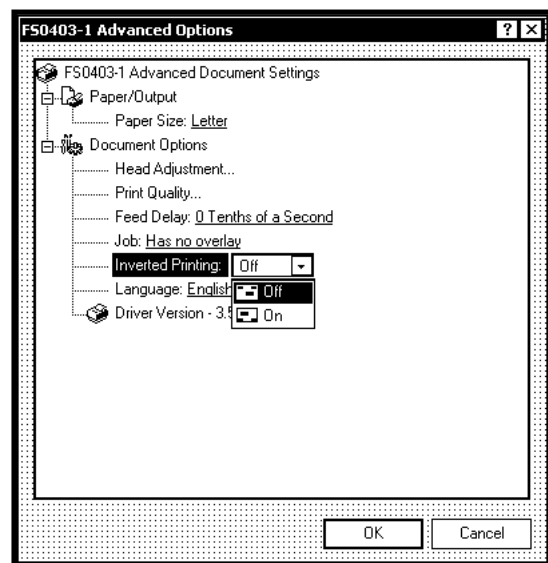 FS0403-1 Advanced Options ? X
FS0403-1 Advanced Document Settings
Paper/Output
Paper Size: Letter
Document Options
Head Adjustment...
Print Quality...
Feed Delay: 0 Tenths of a Second
Job: Has no overlay
Inverted Printing: Off
Language: English Off
Driver Version - 3.5 On
OK Cancel